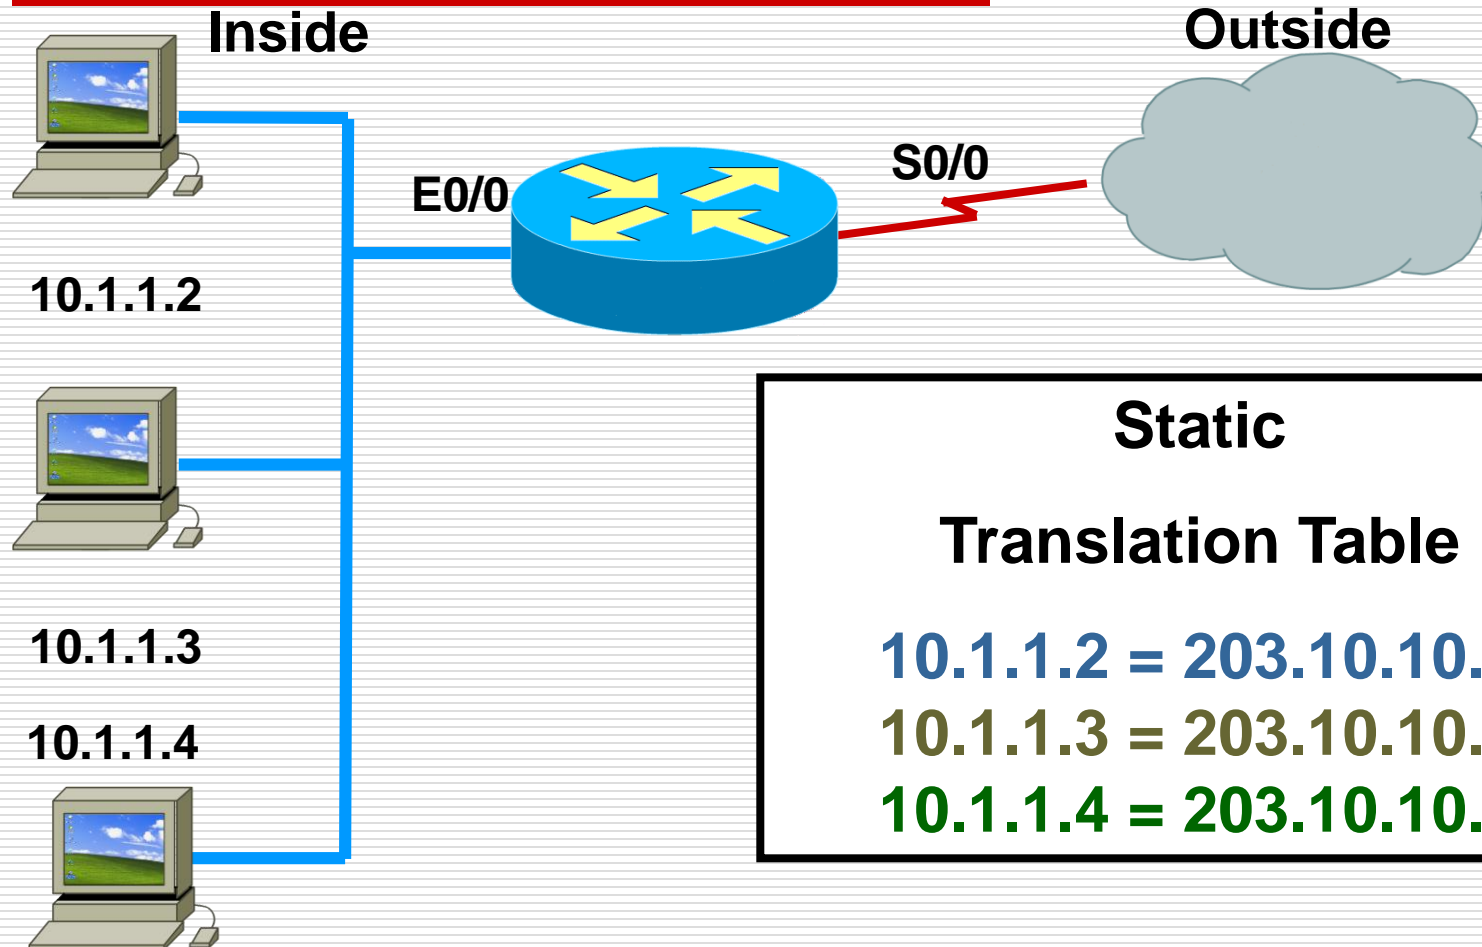 Inside
Outside
S0/0
E0/0
10.1.1.2
Static
Translation Table
10.1.1.3
10.1.1.4
10.1.1.2 = 203.10.10.
10.1.1.3 = 203.10.10.
10.1.1.4 = 203.10.10.